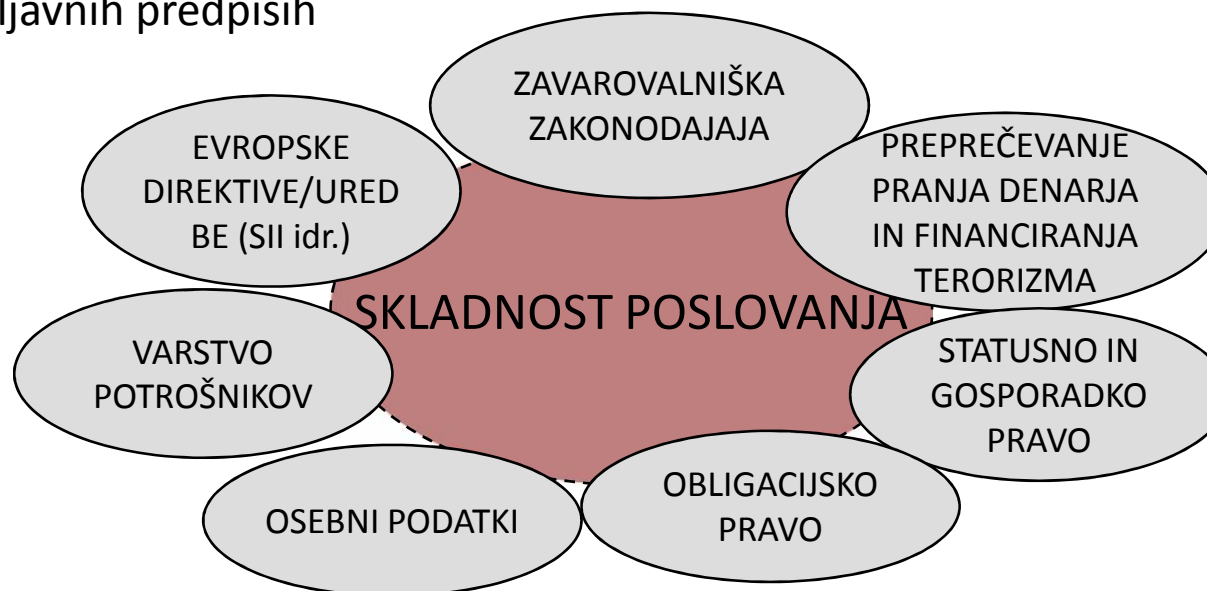 ljavnih predpisih
ZAVAROVALNIŠKA
ZAKONODAJAJA
EVROPSKE
DIREKTIVE/URED
BE (SII idr.)
PREPREČEVANJE
PRANJA DENARJA
IN FINANCIRANJA
TERORIZMA
SKLADNOST POSLOVANJA
VARSTVO
POTROŠNIKOV
STATUSNO IN
GOSPORADKO
PRAVO
OBLIGACIJSKO
PRAVO
OSEBNI PODATKI